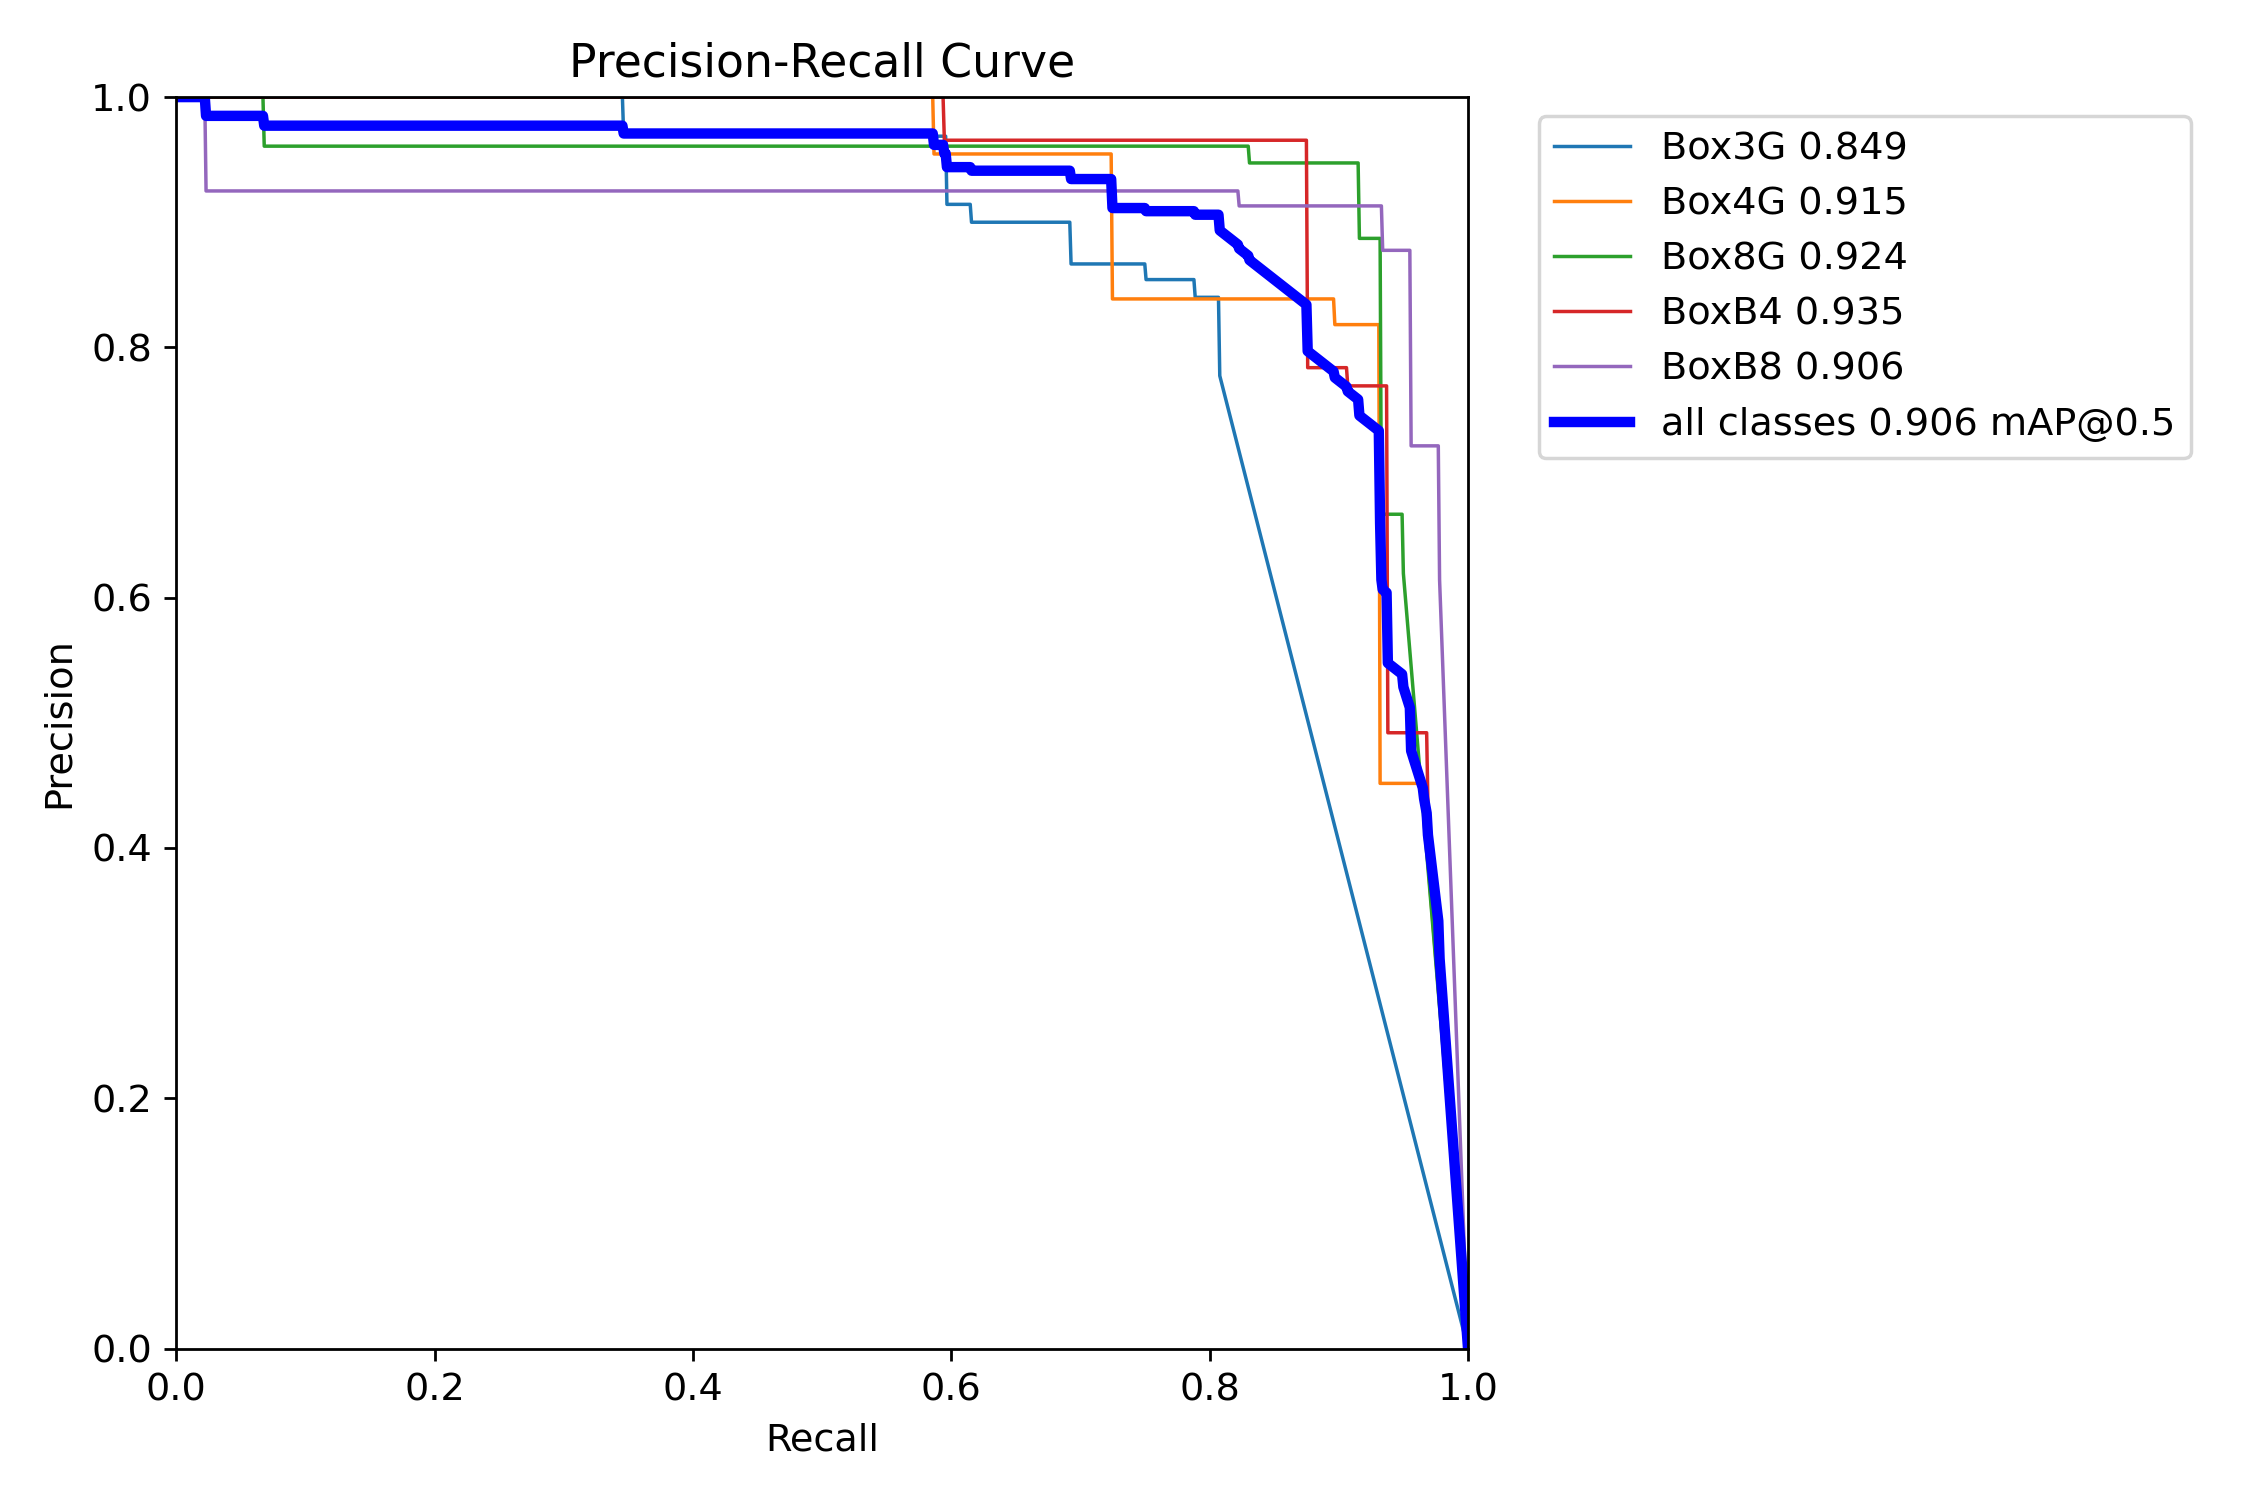 Precision-Recall Curve
1.0
0.8
0.6
0.4
0.2
0.0
Precision
0.0 0.2 0.4 0.6 0.8 1.0
Recall
Box3G 0.849
Box4G 0.915
Box8G 0.924
BoxB4 0.935
BoxB8 0.906
all classes 0.906 mAP@0.5